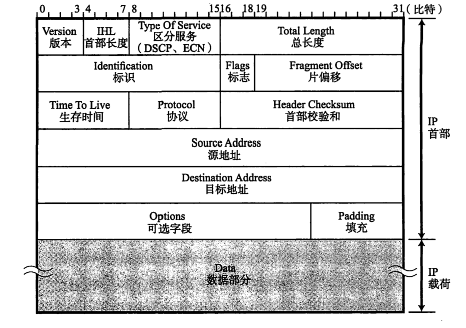 0 3 4 7 8 15 16 18 19 31 (比特)
Version
版本
IHL
首部长度
Type Of Service
区分服务
(DSCP、ECN)
Total Length
总长度
Identification
标识
Flags
标志
Fragment Offset
片偏移
Time To Live
生存时间
Protocol
协议
Header Checksum
首部校验和
Source Address
源地址
Destination Address
目标地址
Options
可选字段
Padding
填充
IP
首部
Data
数据部分
IP
载荷